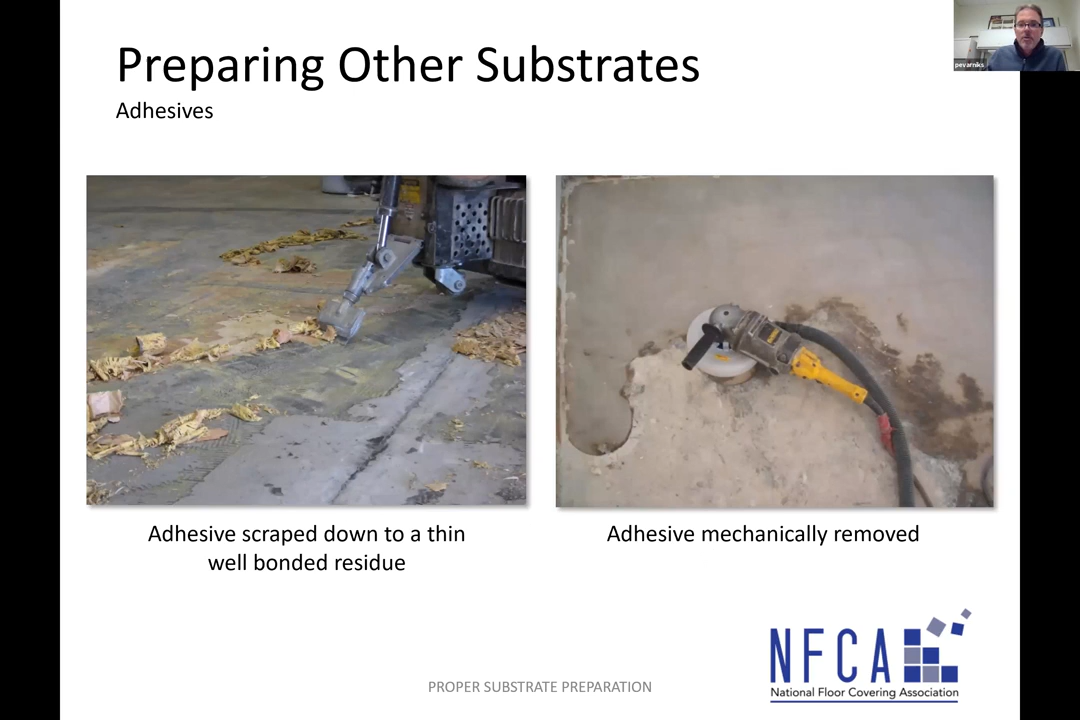 Preparing Other Substrates
Adhesives
pevarniks
Adhesive scraped down to a thin
well bonded residue
Adhesive mechanically removed
NFCA
National Floor Covering Association
PROPER SUBSTRATE PREPARATION